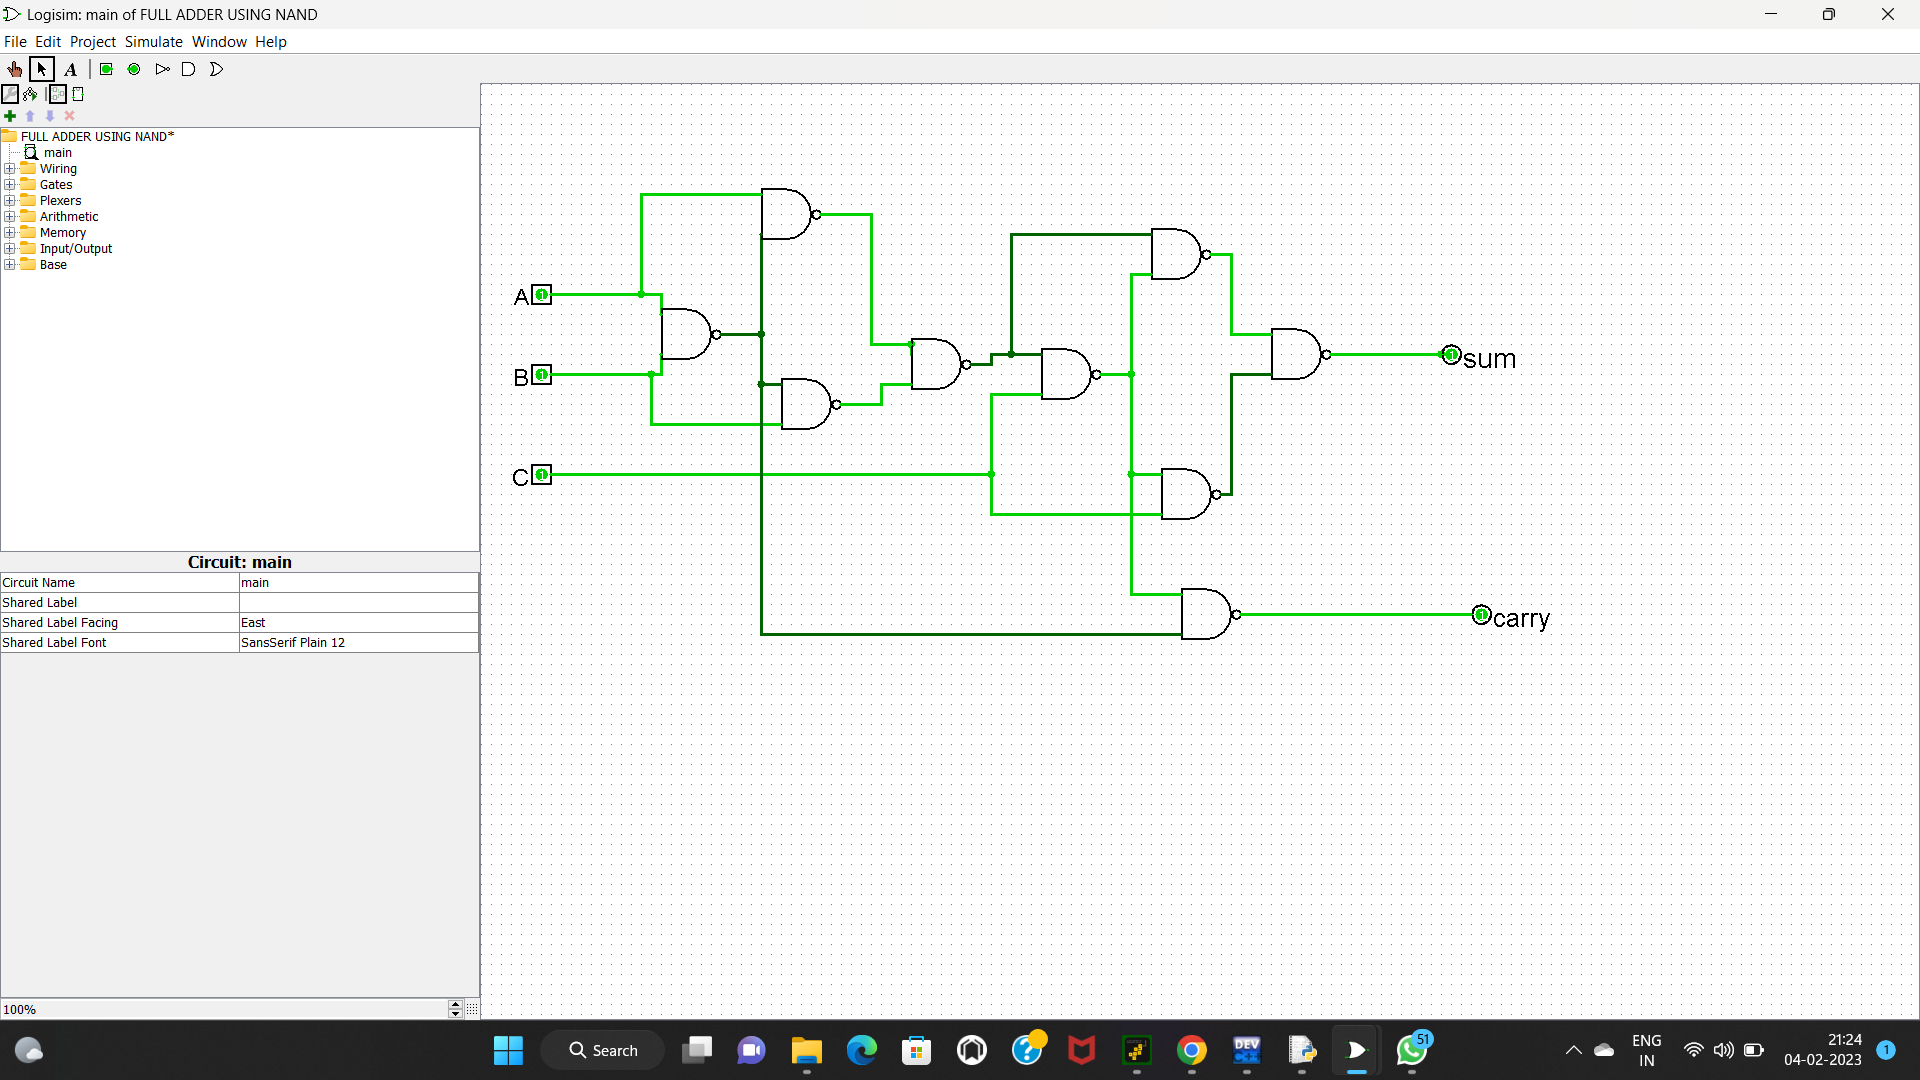 Logisim: main of FULL ADDER USING NAND
File Edit Project Simulate Window Help
A
FULL ADDER USING NAND*
main
Wiring
Gates
Plexers
Arithmetic
Memory
Input/Output
Base
A 1
B 1
C 1
1 sum
1 carry
Circuit: main
Circuit Name main
Shared Label
Shared Label Facing East
Shared Label Font SansSerif Plain 12
100%
Search
DEV
51
ENG
IN
21:24
04-02-2023
1